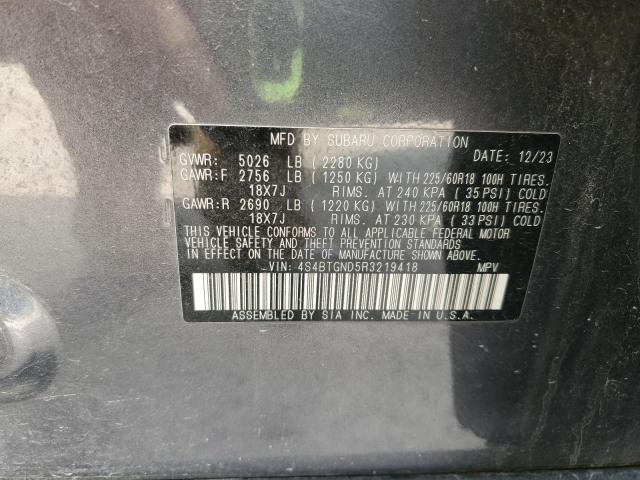 MFD BY SUBARU CORPORATION
GVWR: 5026 LB (2280 KG) DATE: 12/23
GAWR:F 2756 LB (1250 KG) WITH 225/60R18 100H TIRES.
18X7J RIMS. AT 240 KPA (35 PSI) COLD
GAWR:R 2690 LB (1220 KG) WITH 225/60R18 100H TIRES.
18X7J RIMS. AT 230 KPA (33 PSI) COLD
THIS VEHICLE CONFORMS TO ALL APPLICABLE FEDERAL MOTOR
VEHICLE SAFETY AND THEFT PREVENTION STANDARDS
IN EFFECT ON THE DATE OF MANUFACTURE SHOWN ABOVE.
VIN: 4S4BTGND5R3219418 MPV
ASSEMBLED BY SIA INC. MADE IN U.S.A.